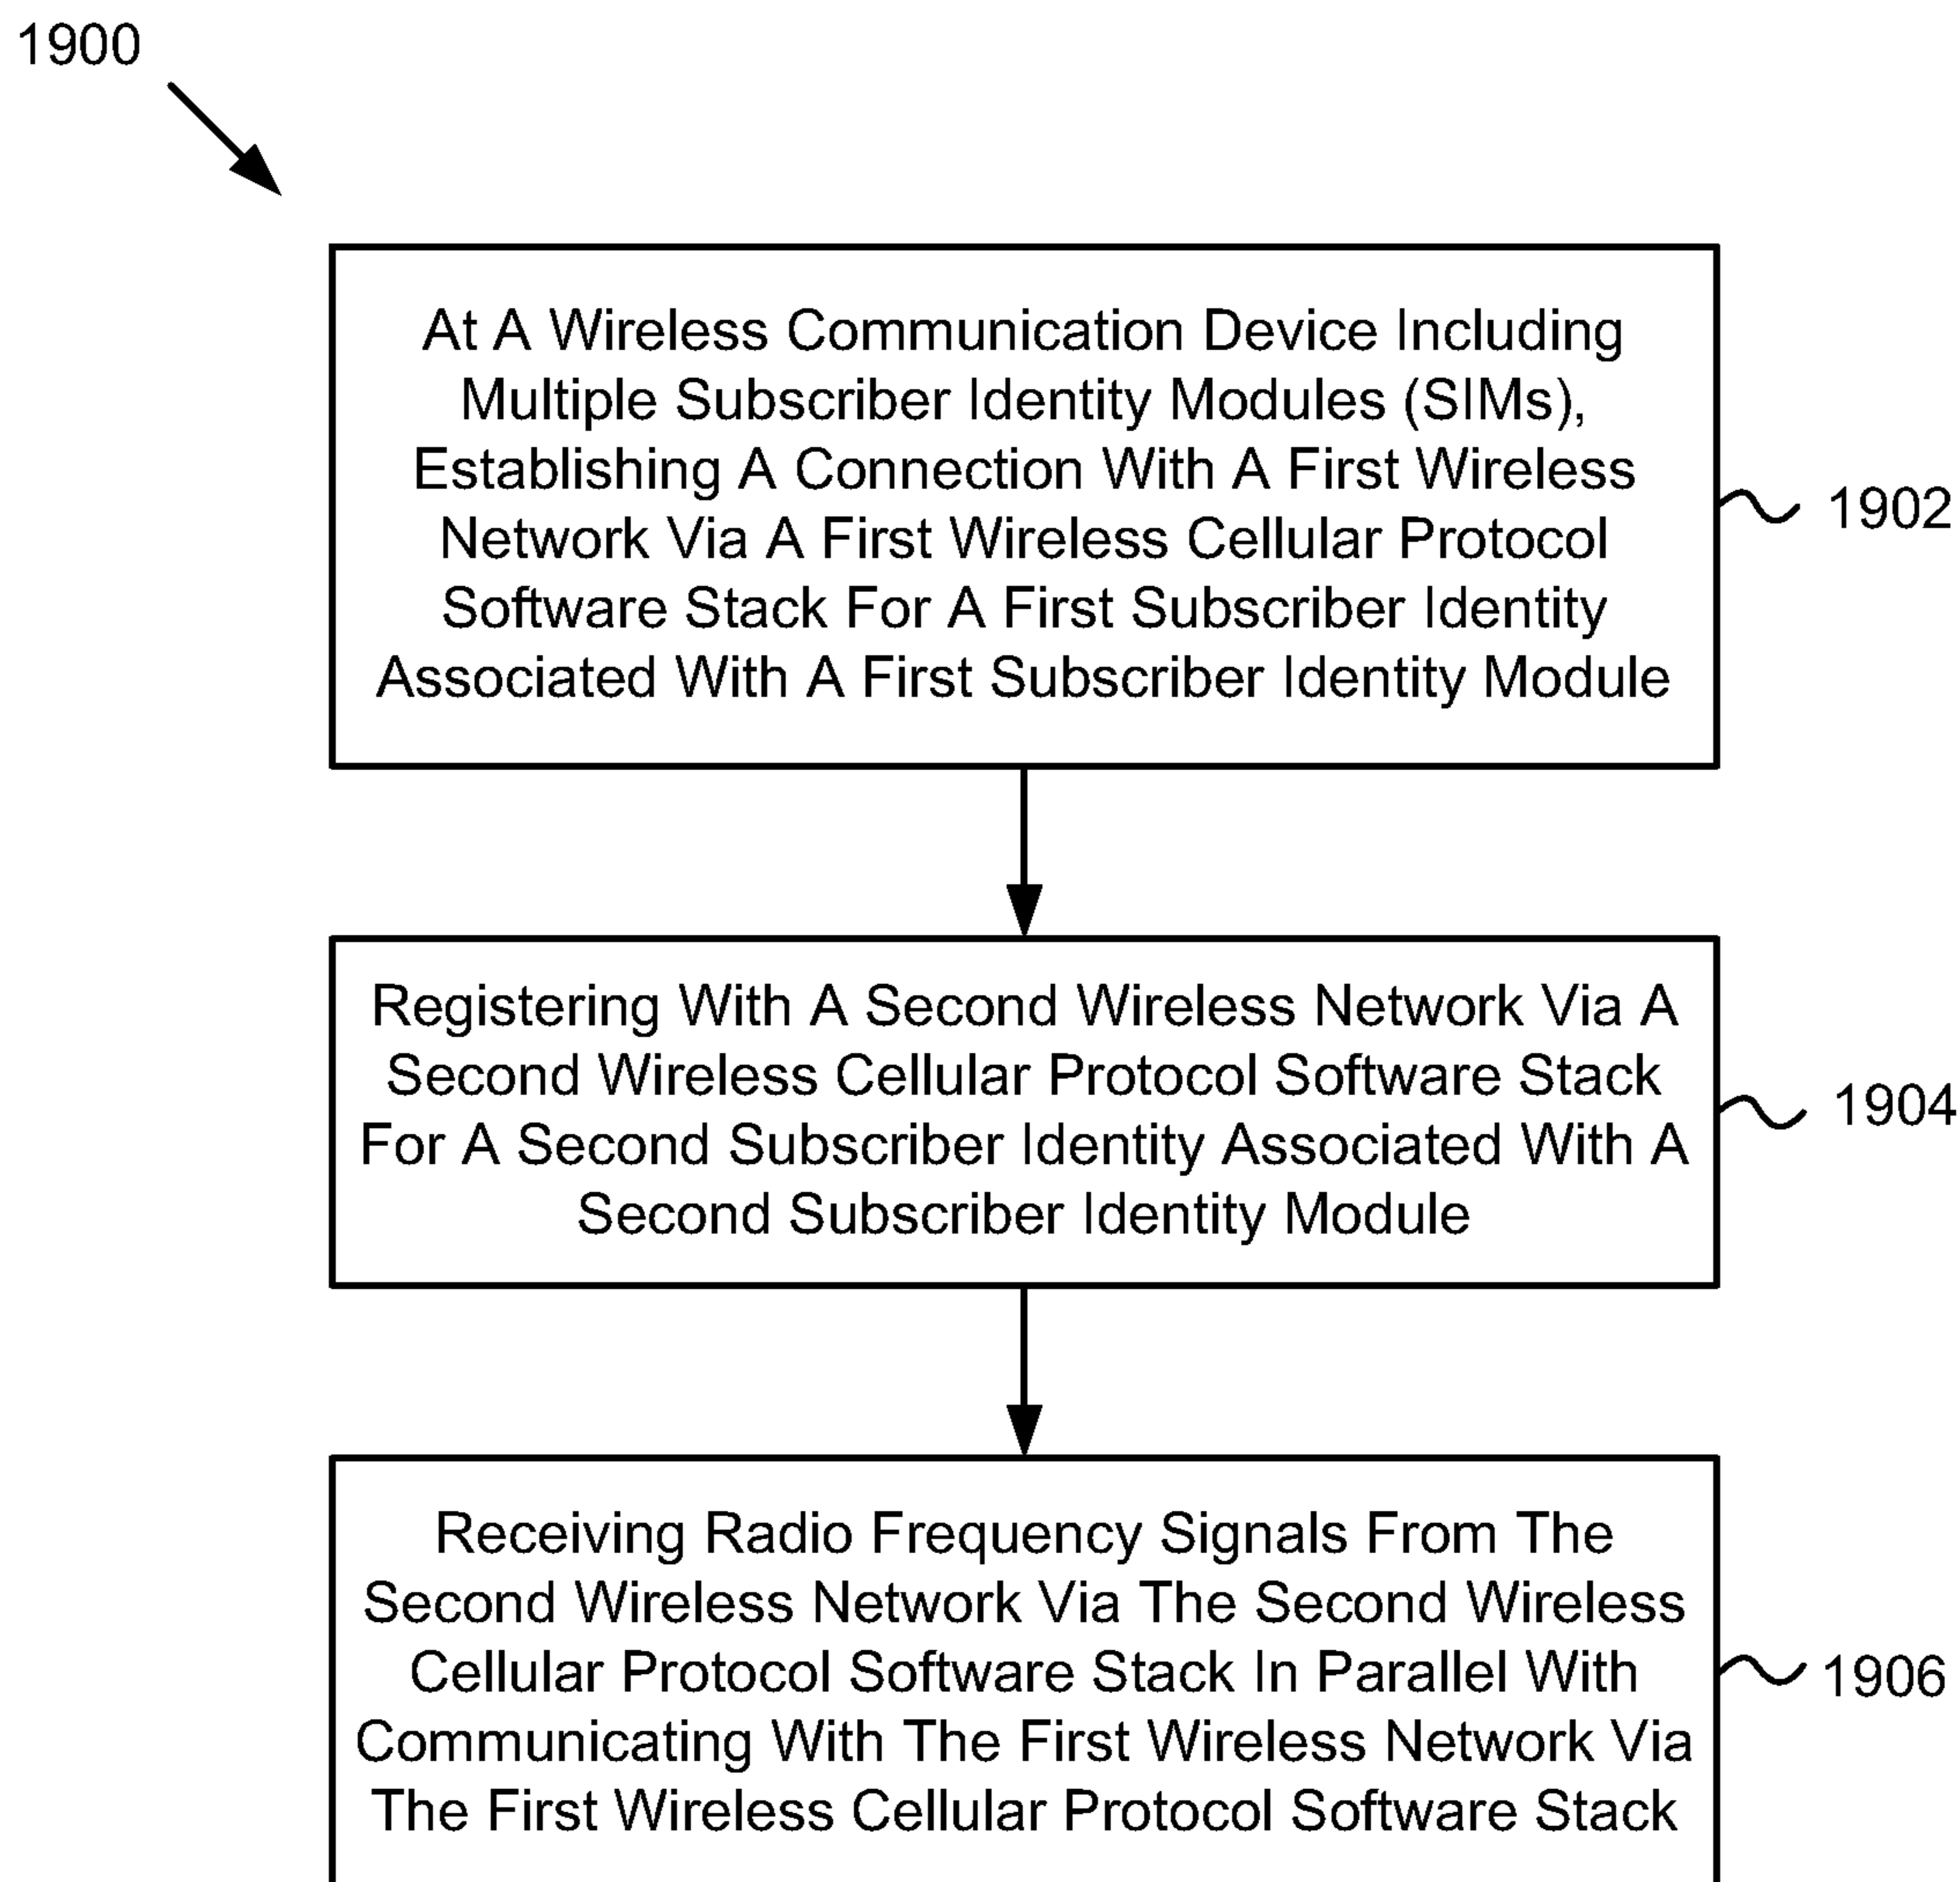 1900
At A Wireless Communication Device Including
Multiple Subscriber Identity Modules (SIMs),
Establishing A Connection With A First Wireless
Network Via A First Wireless Cellular Protocol
Software Stack For A First Subscriber Identity
Associated With A First Subscriber Identity Module
1902
Registering With A Second Wireless Network Via A
Second Wireless Cellular Protocol Software Stack
For A Second Subscriber Identity Associated With A
Second Subscriber Identity Module
1904
Receiving Radio Frequency Signals From The
Second Wireless Network Via The Second Wireless
Cellular Protocol Software Stack In Parallel With
Communicating With The First Wireless Network Via
The First Wireless Cellular Protocol Software Stack
1906